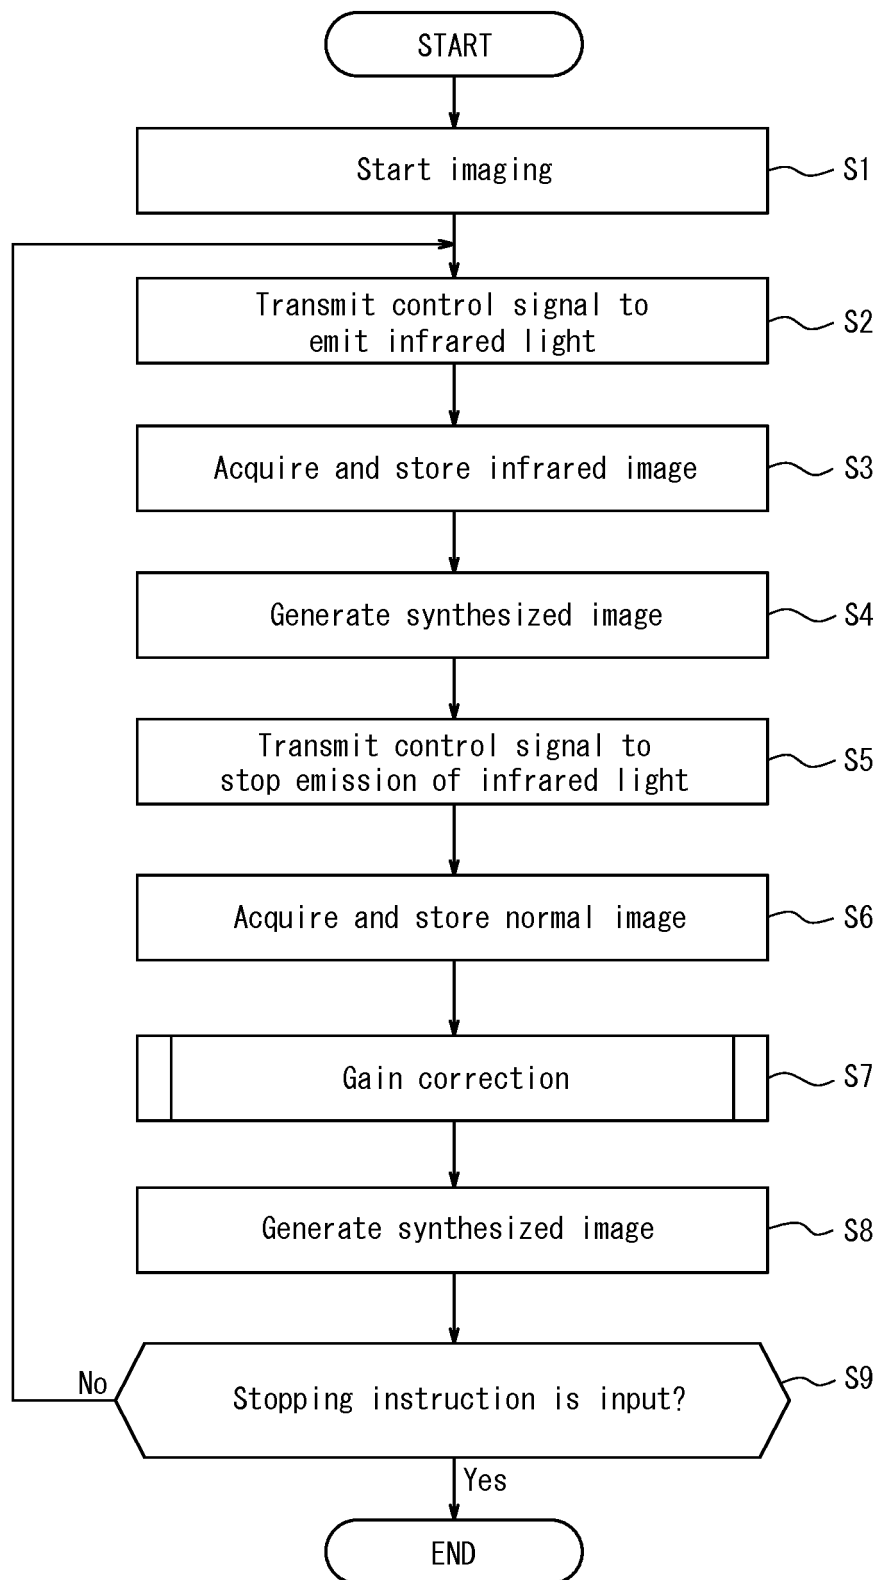 START
Start imaging
S1
Transmit control signal to
emit infrared light
S2
Acquire and store infrared image
S3
Generate synthesized image
S4
Transmit control signal to
stop emission of infrared light
S5
Acquire and store normal image
S6
Gain correction
S7
Generate synthesized image
S8
No
Stopping instruction is input?
S9
Yes
END